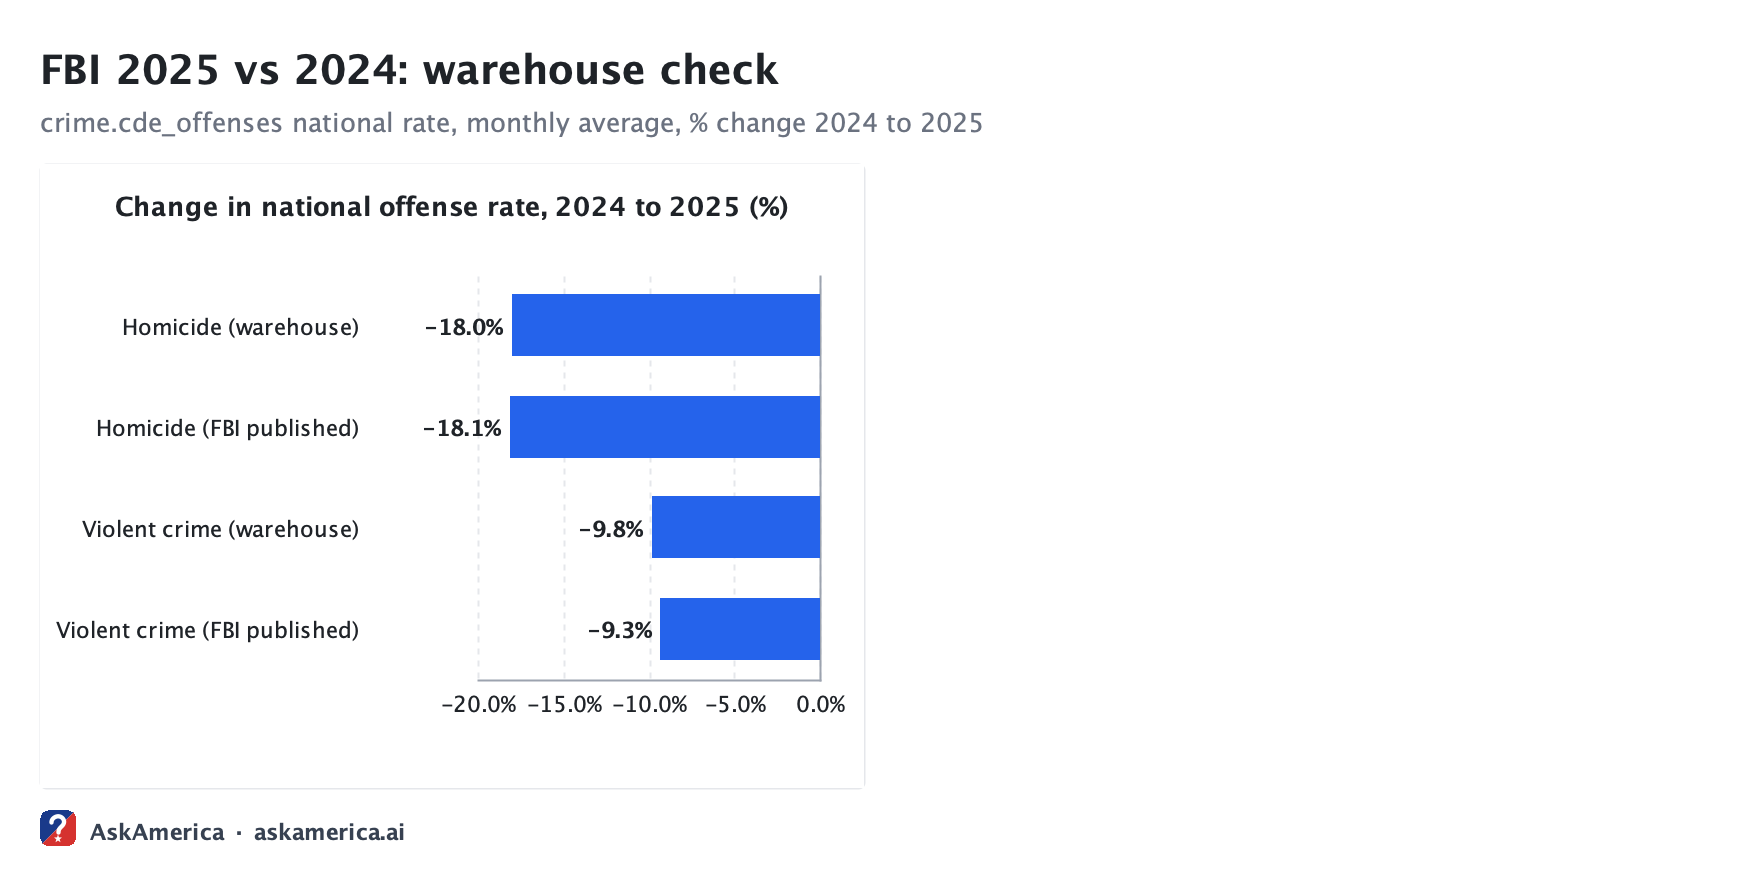 FBI 2025 vs 2024: warehouse check
crime.cde_offenses national rate, monthly average, % change 2024 to 2025
Change in national offense rate, 2024 to 2025 (%)
Homicide (warehouse) −18.0%
Homicide (FBI published) −18.1%
Violent crime (warehouse) −9.8%
Violent crime (FBI published) −9.3%
−20.0% −15.0% −10.0% −5.0% 0.0%
AskAmerica · askamerica.ai